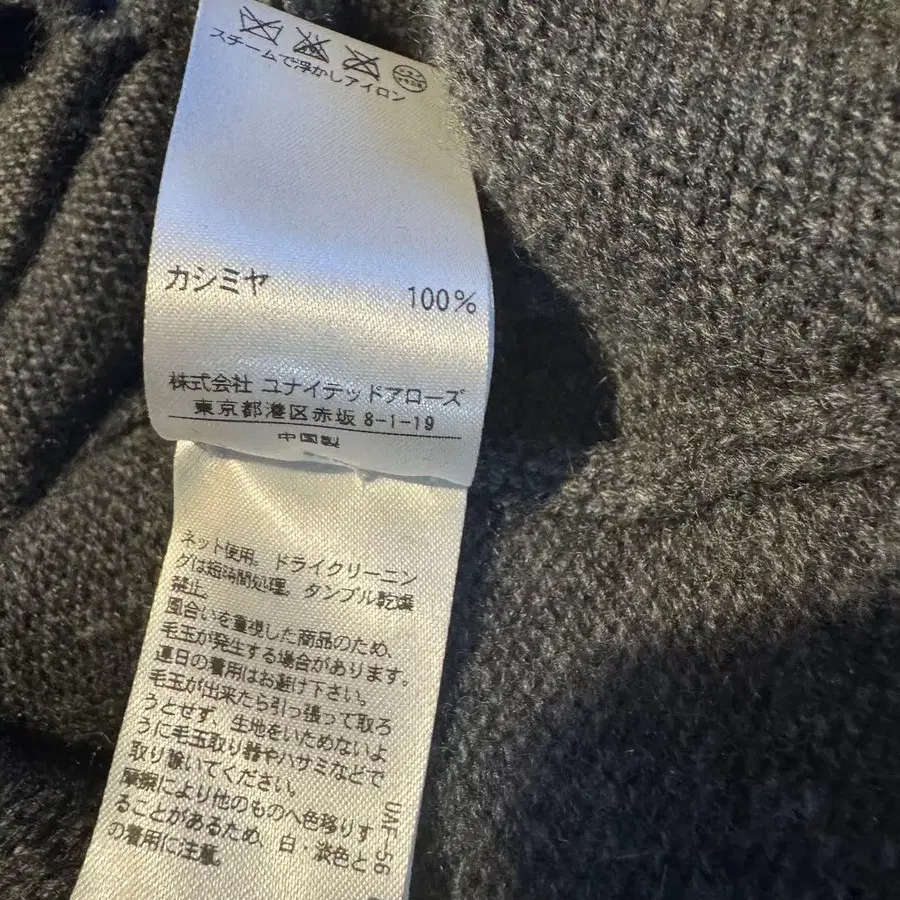 スチームで浮かしアイロン
カシミヤ 100%
株式会社 ユナイテッドアローズ
東京都港区赤坂 8-1-19
中国製
ネット使用。ドライクリーニン
グは短時間処理。タンブル乾燥
禁止。
風合いを重視した商品のため、
毛玉が発生する場合があります。
連日の着用はお避け下さい。
毛玉が出来たら引っ張って取ろ
うとせず、生地をいためないよ
うに毛玉取り器やハサミなどで
取り除いてください。
摩擦により他のものへ色移りす
ることがあるため、白・淡色と
の着用に注意。